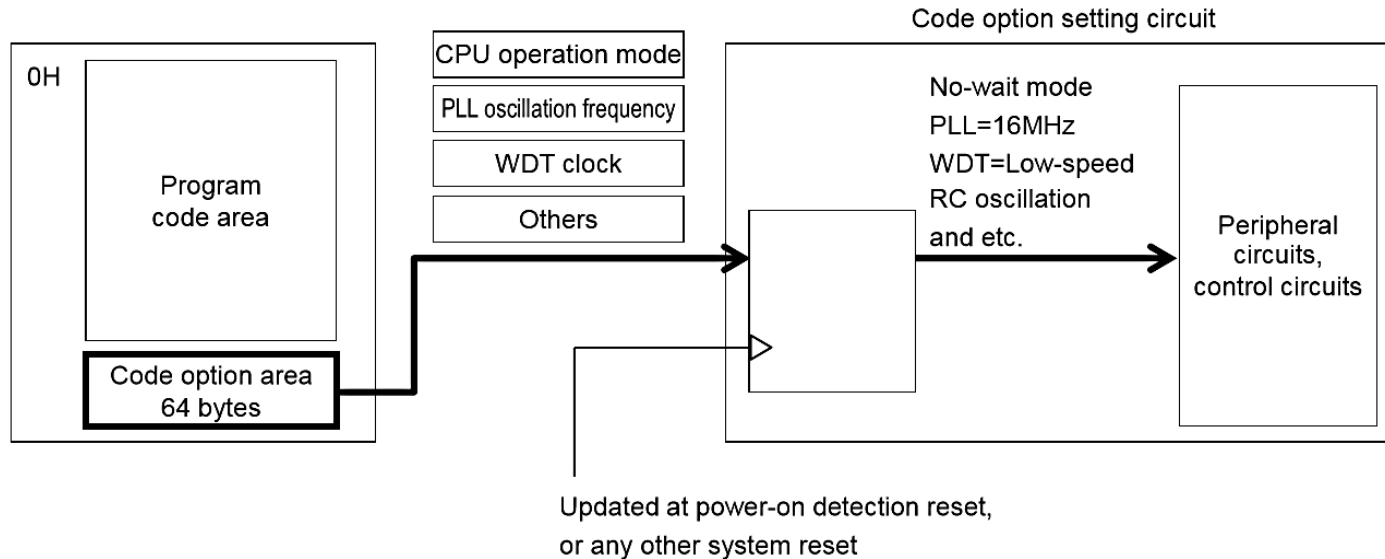 Code option setting circuit
0H
Program
code area
Code option area
64 bytes
CPU operation mode
PLL oscillation frequency
WDT clock
Others
No-wait mode
PLL=16MHz
WDT=Low-speed
RC oscillation
and etc.
Peripheral
circuits,
control circuits
Updated at power-on detection reset,
or any other system reset